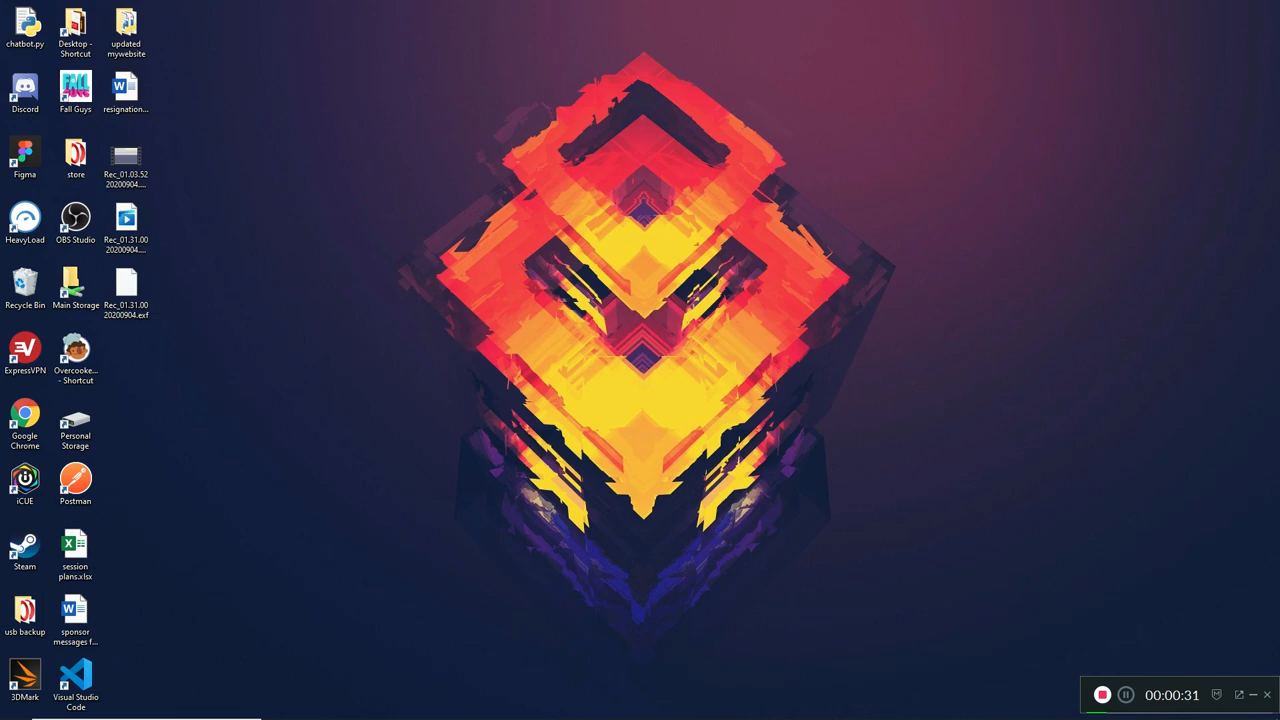 chatbot.py
Desktop -
Shortcut
updated
mywebsite
Discord
FALL
GUYS
Fall Guys
resignation...
Figma
store
Rec_01.03.52
20200904....
HeavyLoad
OBS Studio
Rec_01.31.00
20200904....
Recycle Bin
Main Storage
Rec_01.31.00
20200904.exf
ExpressVPN
Overcooke...
- Shortcut
Google
Chrome
Personal
Storage
iCUE
Postman
Steam
session
plans.xlsx
usb backup
sponsor
messages f...
3DMark
Visual Studio
Code
00:00:31